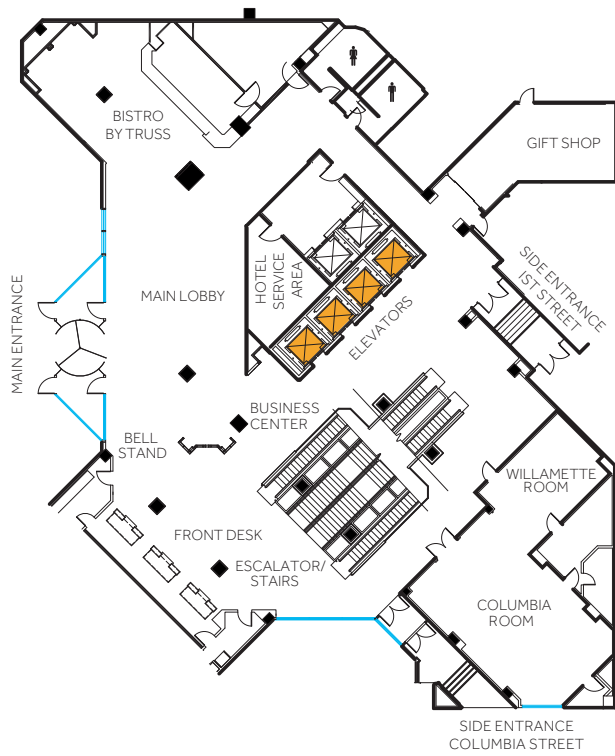 BISTRO
BY TRUSS
GIFT SHOP
SIDE ENTRANCE
1ST STREET
MAIN ENTRANCE
MAIN LOBBY
HOTEL
SERVICE
AREA
ELEVATORS
BUSINESS
CENTER
BELL
STAND
WILLAMETTE
ROOM
FRONT DESK
ESCALATOR/
STAIRS
COLUMBIA
ROOM
SIDE ENTRANCE
COLUMBIA STREET